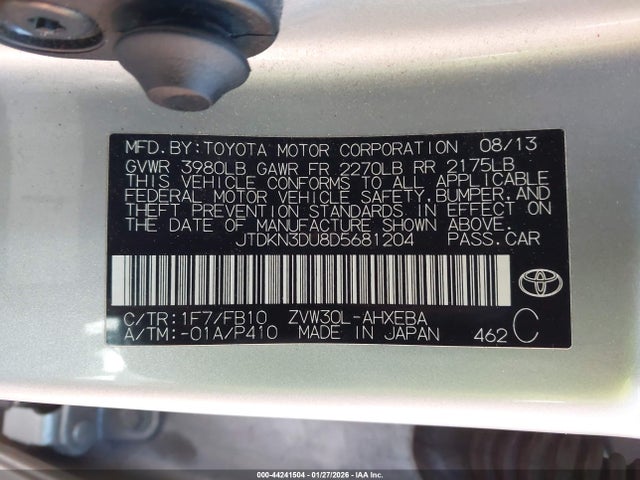 MFD.BY:TOYOTA MOTOR CORPORATION 08/13
GVWR 3980LB GAWR FR 2270LB RR 2175LB
THIS VEHICLE CONFORMS TO ALL APPLICABLE
FEDERAL MOTOR VEHICLE SAFETY,BUMPER,AND
THEFT PREVENTION STANDARDS IN EFFECT ON
THE DATE OF MANUFACTURE SHOWN ABOVE.
JTDKN3DU8D5681204 PASS.CAR
C/TR:1F7/FB10 ZVW30L-AHXEBA
A/TM:-01A/P410 MADE IN JAPAN 462 C
000-44241504 | 01/27/2026 | IAA Inc.